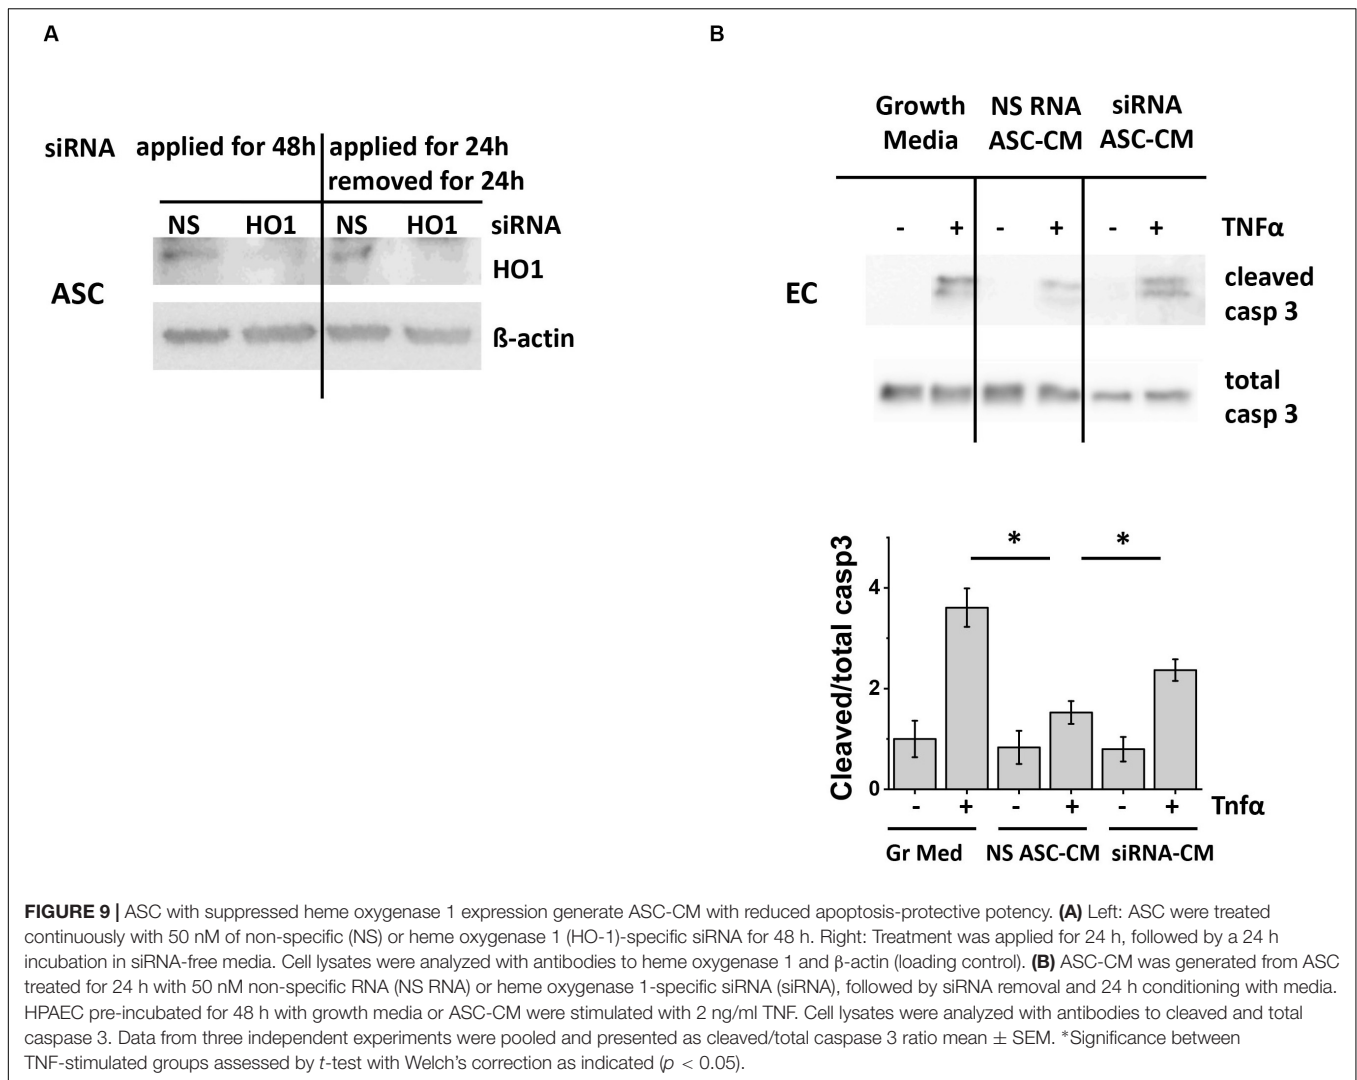 A
siRNA applied for 48h applied for 24h
removed for 24h
NS HO1 NS HO1 siRNA
HO1
ASC
ß-actin
B
Growth Media NS RNA ASC-CM siRNA ASC-CM
- + - + - + TNFα
EC
cleaved
casp 3
total
casp 3
Cleaved/total casp3
4
2
0
* *
- + - + - + Tnfα
Gr Med NS ASC-CM siRNA-CM
FIGURE 9 | ASC with suppressed heme oxygenase 1 expression generate ASC-CM with reduced apoptosis-protective potency. (A) Left: ASC were treated
continuously with 50 nM of non-specific (NS) or heme oxygenase 1 (HO-1)-specific siRNA for 48 h. Right: Treatment was applied for 24 h, followed by a 24 h
incubation in siRNA-free media. Cell lysates were analyzed with antibodies to heme oxygenase 1 and β-actin (loading control). (B) ASC-CM was generated from ASC
treated for 24 h with 50 nM non-specific RNA (NS RNA) or heme oxygenase 1-specific siRNA (siRNA), followed by siRNA removal and 24 h conditioning with media.
HPAEC pre-incubated for 48 h with growth media or ASC-CM were stimulated with 2 ng/ml TNF. Cell lysates were analyzed with antibodies to cleaved and total
caspase 3. Data from three independent experiments were pooled and presented as cleaved/total caspase 3 ratio mean ± SEM. *Significance between
TNF-stimulated groups assessed by t-test with Welch's correction as indicated (p < 0.05).